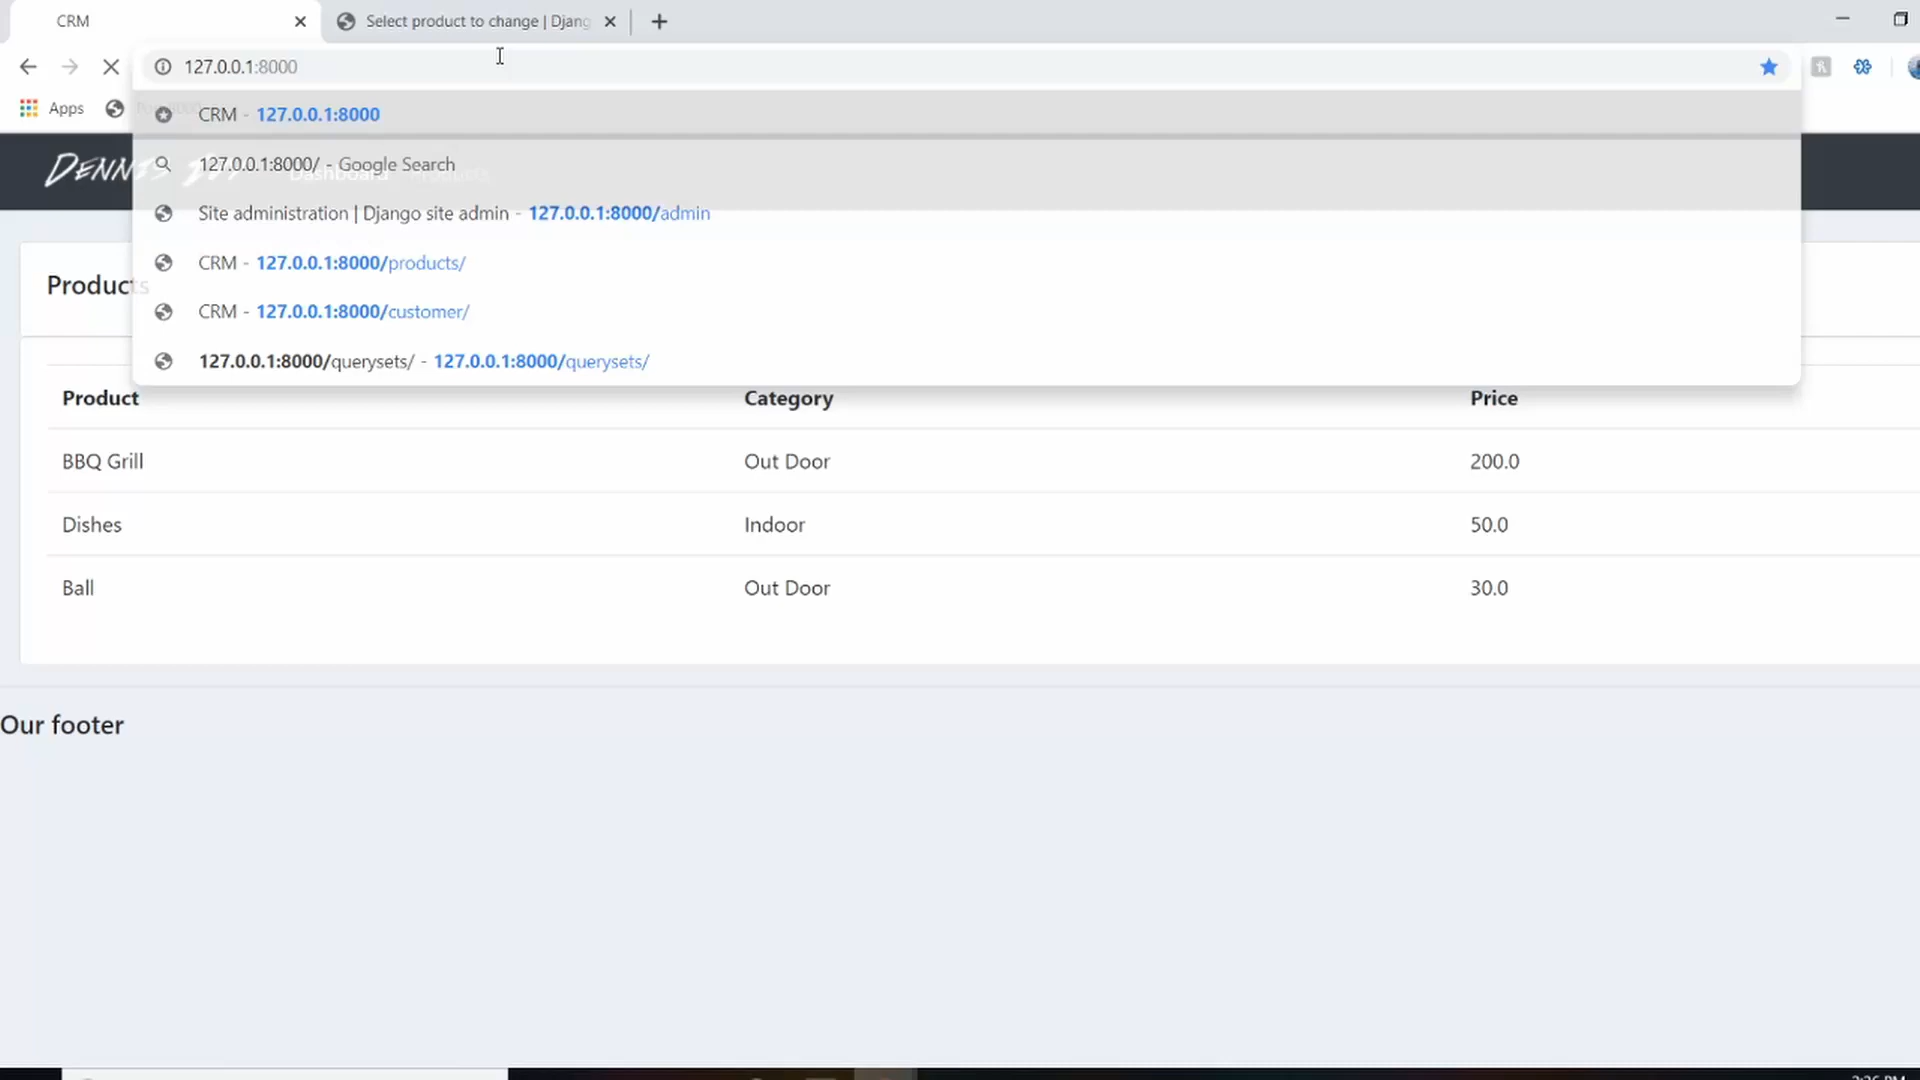 CRM
Select product to change | Djang
127.0.0.1:8000
Apps
CRM - 127.0.0.1:8000
127.0.0.1:8000/ - Google Search
DENNIS
Dashboard Products
Site administration | Django site admin - 127.0.0.1:8000/admin
CRM - 127.0.0.1:8000/products/
Products
CRM - 127.0.0.1:8000/customer/
127.0.0.1:8000/querysets/ - 127.0.0.1:8000/querysets/
Product Category Price
BBQ Grill Out Door 200.0
Dishes Indoor 50.0
Ball Out Door 30.0
Our footer